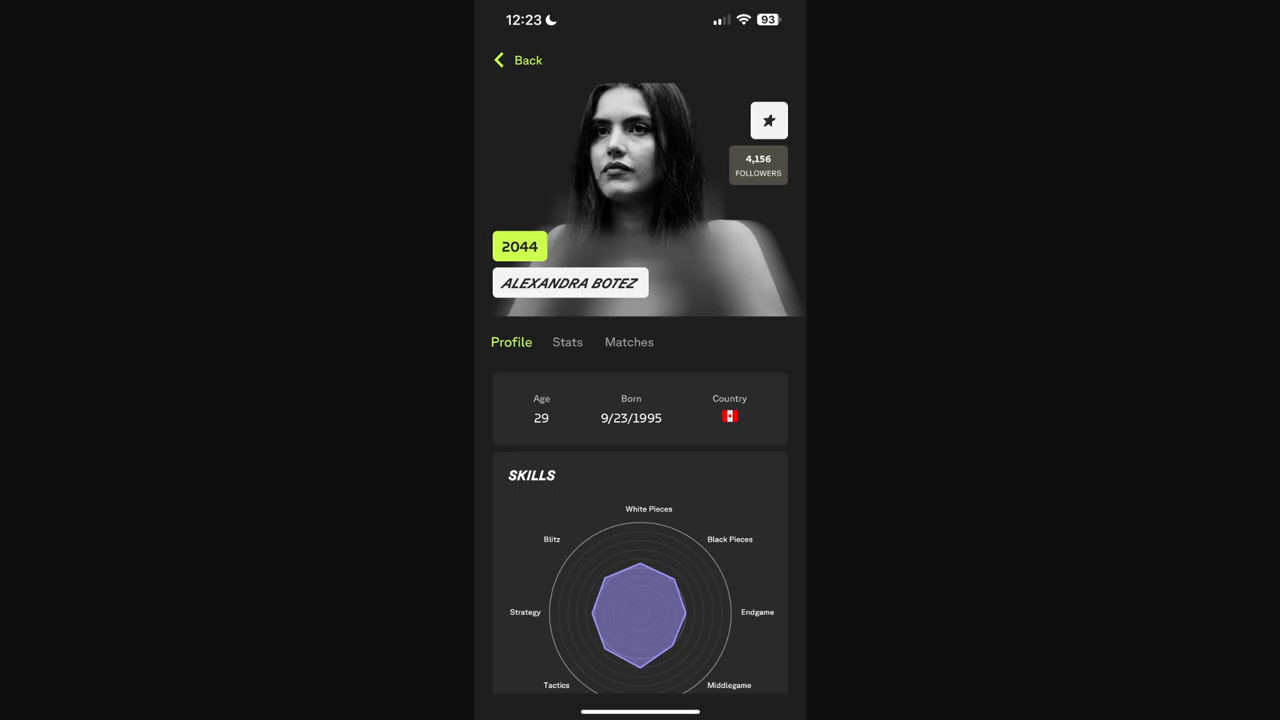 12:23
93
Back
4,156
FOLLOWERS
2044
ALEXANDRA BOTEZ
Profile Stats Matches
Age Born Country
29 9/23/1995
SKILLS
White Pieces
Blitz Black Pieces
Strategy Endgame
Tactics Middlegame